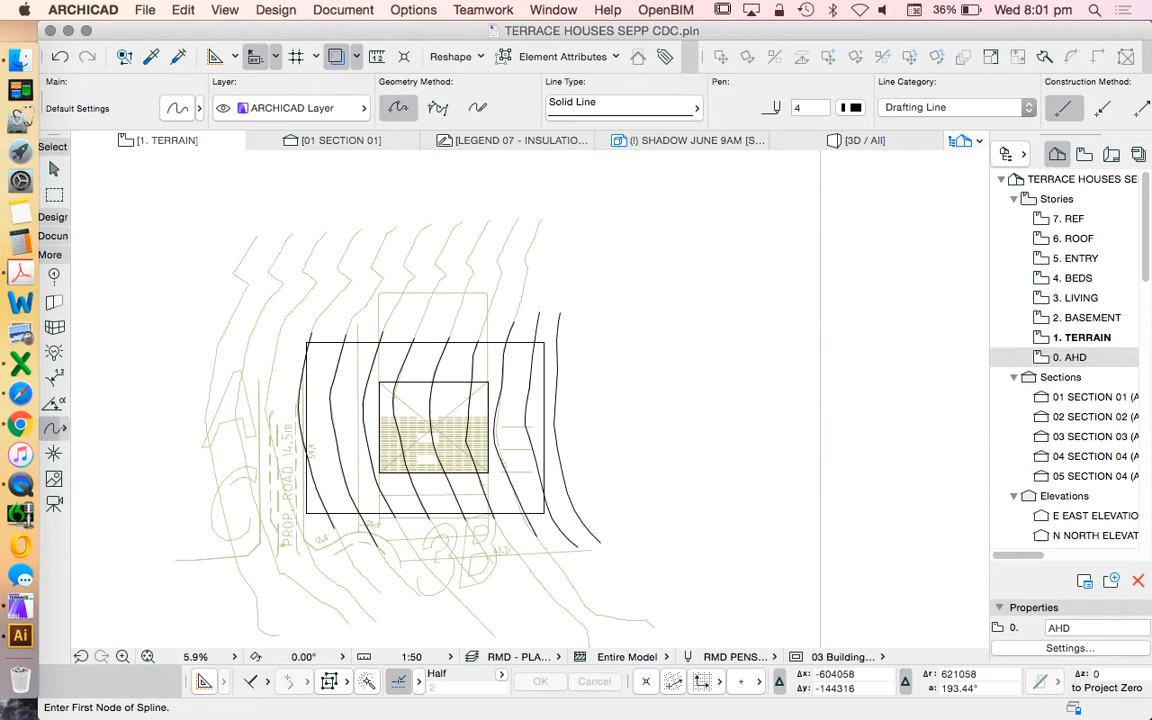 ARCHICAD File Edit View Design Document Options Teamwork Window Help OpenBIM 36% Wed 8:01 pm
TERRACE HOUSES SEPP CDC.pln
Reshape Element Attributes
Main: Layer: Geometry Method: Line Type: Pen: Line Category: Construction Method:
Default Settings ARCHICAD Layer Solid Line 4 Drafting Line
[1. TERRAIN] [01 SECTION 01] [LEGEND 07 - INSULATIO... (!) SHADOW JUNE 9AM [S... [3D / All]
Select
Design
Docun
More
TERRACE HOUSES SE
Stories
7. REF
6. ROOF
5. ENTRY
4. BEDS
3. LIVING
2. BASEMENT
1. TERRAIN
0. AHD
Sections
01 SECTION 01 (A
02 SECTION 02 (A
03 SECTION 03 (A
04 SECTION 04 (A
05 SECTION 04 (A
Elevations
E EAST ELEVATIO
N NORTH ELEVAT
PROP. ROAD 14.5m
12.0
3B
Properties
0. AHD
Settings...
5.9% 0.00° 1:50 RMD - PLA... Entire Model RMD PENS... 03 Building...
Half
2
OK Cancel
Δx: -604058
Δy: -144316
Δr: 621058
a: 193.44°
Δz: 0
to Project Zero
Enter First Node of Spline.